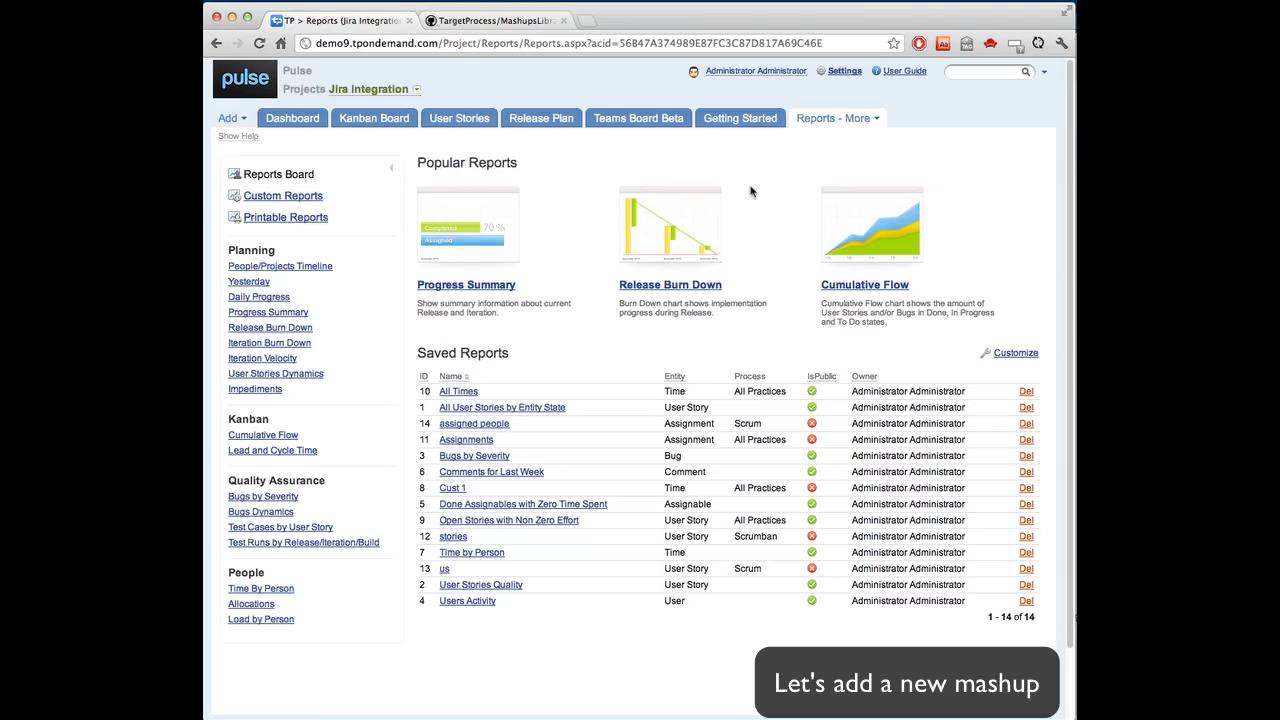 TP > Reports (Jira Integration
TargetProcess/MashupsLibra
demo9.tpondemand.com/Project/Reports/Reports.aspx?acid=56B47A374989E87FC3C87D817A69C46E
pulse
Pulse
Projects Jira Integration
Administrator Administrator Settings User Guide
Add Dashboard Kanban Board User Stories Release Plan Teams Board Beta Getting Started Reports - More
Show Help
Reports Board
Custom Reports
Printable Reports
Planning
People/Projects Timeline
Yesterday
Daily Progress
Progress Summary
Release Burn Down
Iteration Burn Down
Iteration Velocity
User Stories Dynamics
Impediments
Kanban
Cumulative Flow
Lead and Cycle Time
Quality Assurance
Bugs by Severity
Bugs Dynamics
Test Cases by User Story
Test Runs by Release/Iteration/Build
People
Time By Person
Allocations
Load by Person
Popular Reports
Completed 70 %
Assigned
Progress Summary
Show summary information about current
Release and Iteration.
Release Burn Down
Burn Down chart shows implementation
progress during Release.
Cumulative Flow
Cumulative Flow chart shows the amount of
User Stories and/or Bugs in Done, In Progress
and To Do states.
Saved Reports
Customize
ID Name Entity Process IsPublic Owner
10 All Times Time All Practices Administrator Administrator Del
1 All User Stories by Entity State User Story Administrator Administrator Del
14 assigned people Assignment Scrum Administrator Administrator Del
11 Assignments Assignment All Practices Administrator Administrator Del
3 Bugs by Severity Bug Administrator Administrator Del
6 Comments for Last Week Comment Administrator Administrator Del
8 Cust 1 Time All Practices Administrator Administrator Del
5 Done Assignables with Zero Time Spent Assignable Administrator Administrator Del
9 Open Stories with Non Zero Effort User Story All Practices Administrator Administrator Del
12 stories User Story Scrumban Administrator Administrator Del
7 Time by Person Time Administrator Administrator Del
13 us User Story Scrum Administrator Administrator Del
2 User Stories Quality User Story Administrator Administrator Del
4 Users Activity User Administrator Administrator Del
1 - 14 of 14
Let's add a new mashup